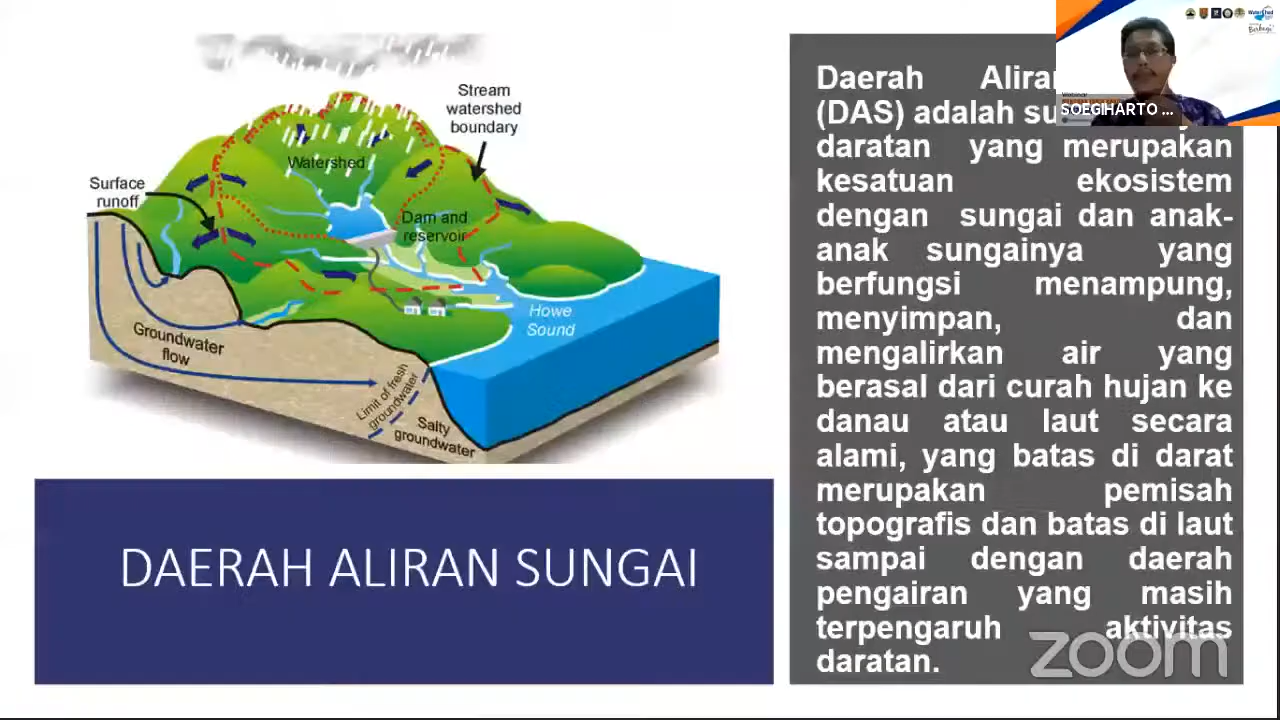 Stream
watershed
boundary
Watershed
Surface
runoff
Dam and
reservoir
Howe
Sound
Groundwater
flow
Limit of fresh
groundwater
Salty
groundwater
DAERAH ALIRAN SUNGAI
Daerah
(DAS) adalah
daratan yang merupakan
kesatuan ekosistem
dengan sungai dan anak-
anak sungainya yang
berfungsi menampung,
menyimpan, dan
mengalirkan air yang
berasal dari curah hujan ke
danau atau laut secara
alami, yang batas di darat
merupakan pemisah
topografis dan batas di laut
sampai dengan daerah
pengairan yang masih
terpengaruh aktivitas
daratan.
Watershed
Berbagi
Webinar
SOEGIHARTO ...
zoom